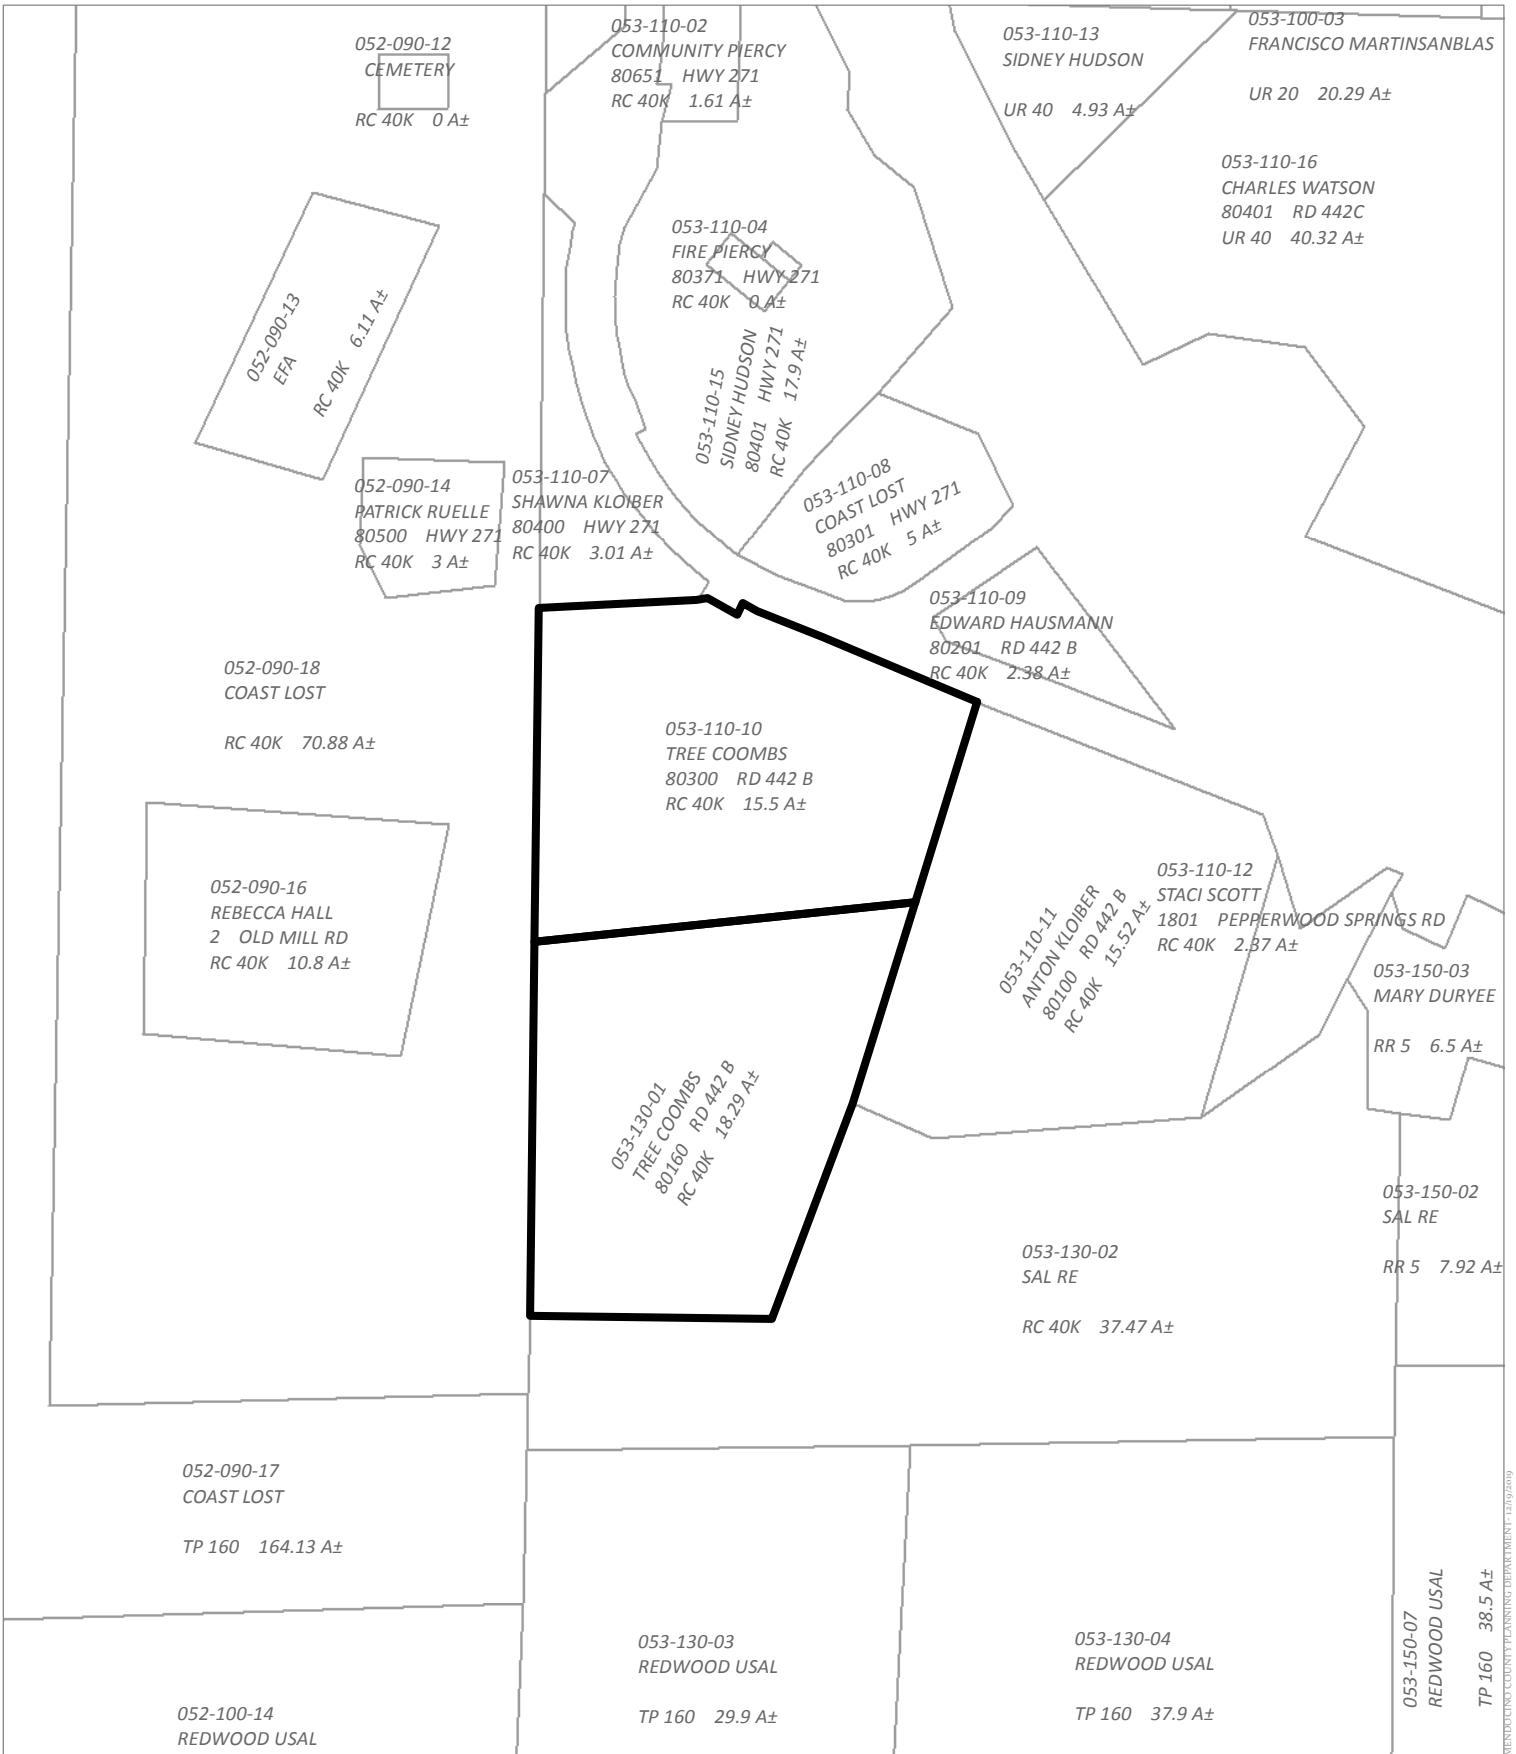 052-090-12
CEMETERY
RC 40K 0 A±
053-110-02
COMMUNITY PIERCY
80651 HWY 271
RC 40K 1.61 A±
053-110-13
SIDNEY HUDSON
UR 40 4.93 A±
053-100-03
FRANCISCO MARTINSANBLAS
UR 20 20.29 A±
053-110-16
CHARLES WATSON
80401 RD 442C
UR 40 40.32 A±
053-110-04
FIRE PIERCY
80371 HWY 271
RC 40K 0 A±
052-090-13
EFA
RC 40K 6.11 A±
053-110-15
SIDNEY HUDSON
80401 HWY 271
RC 40K 17.9 A±
052-090-14
PATRICK RUELLE
80500 HWY 271
RC 40K 3 A±
053-110-07
SHAWNA KLOIBER
80400 HWY 271
RC 40K 3.01 A±
053-110-08
COAST LOST
80301 HWY 271
RC 40K 5 A±
053-110-09
EDWARD HAUSMANN
80201 RD 442 B
RC 40K 2.38 A±
052-090-18
COAST LOST
RC 40K 70.88 A±
053-110-10
TREE COOMBS
80300 RD 442 B
RC 40K 15.5 A±
052-090-16
REBECCA HALL
2 OLD MILL RD
RC 40K 10.8 A±
053-110-11
ANTON KLOIBER
80100 RD 442 B
RC 40K 15.52 A±
053-110-12
STACI SCOTT
1801 PEPPERWOOD SPRINGS RD
RC 40K 2.37 A±
053-150-03
MARY DURYEE
RR 5 6.5 A±
053-130-01
TREE COOMBS
80160 RD 442 B
RC 40K 18.29 A±
053-150-02
SAL RE
RR 5 7.92 A±
053-130-02
SAL RE
RC 40K 37.47 A±
052-090-17
COAST LOST
TP 160 164.13 A±
053-130-03
REDWOOD USAL
TP 160 29.9 A±
053-130-04
REDWOOD USAL
TP 160 37.9 A±
053-150-07
REDWOOD USAL
TP 160 38.5 A±
052-100-14
REDWOOD USAL
MENDOCINO COUNTY PLANNING DEPARTMENT- 12/19/2019